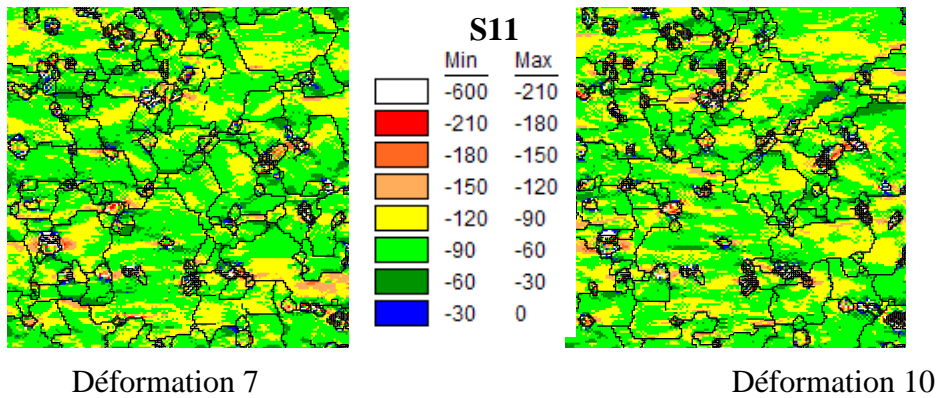 S11
Min Max
-600 -210
-210 -180
-180 -150
-150 -120
-120 -90
-90 -60
-60 -30
-30 0
Déformation 7
Déformation 10